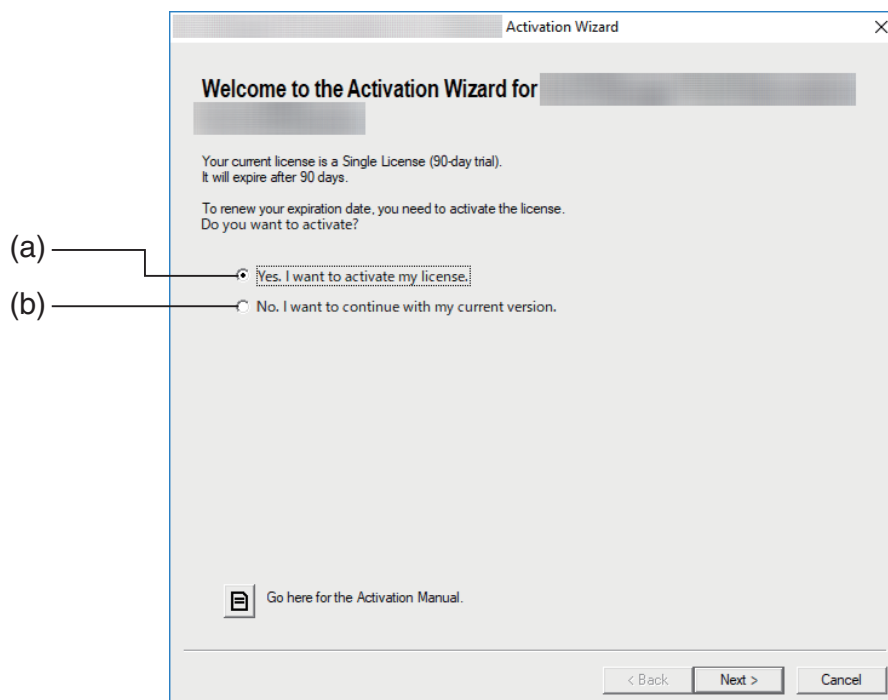 Activation Wizard
Welcome to the Activation Wizard for
Your current license is a Single License (90-day trial).
It will expire after 90 days.
To renew your expiration date, you need to activate the license.
Do you want to activate?
(a)
Yes. I want to activate my license.
(b)
No. I want to continue with my current version.
Go here for the Activation Manual.
< Back
Next >
Cancel